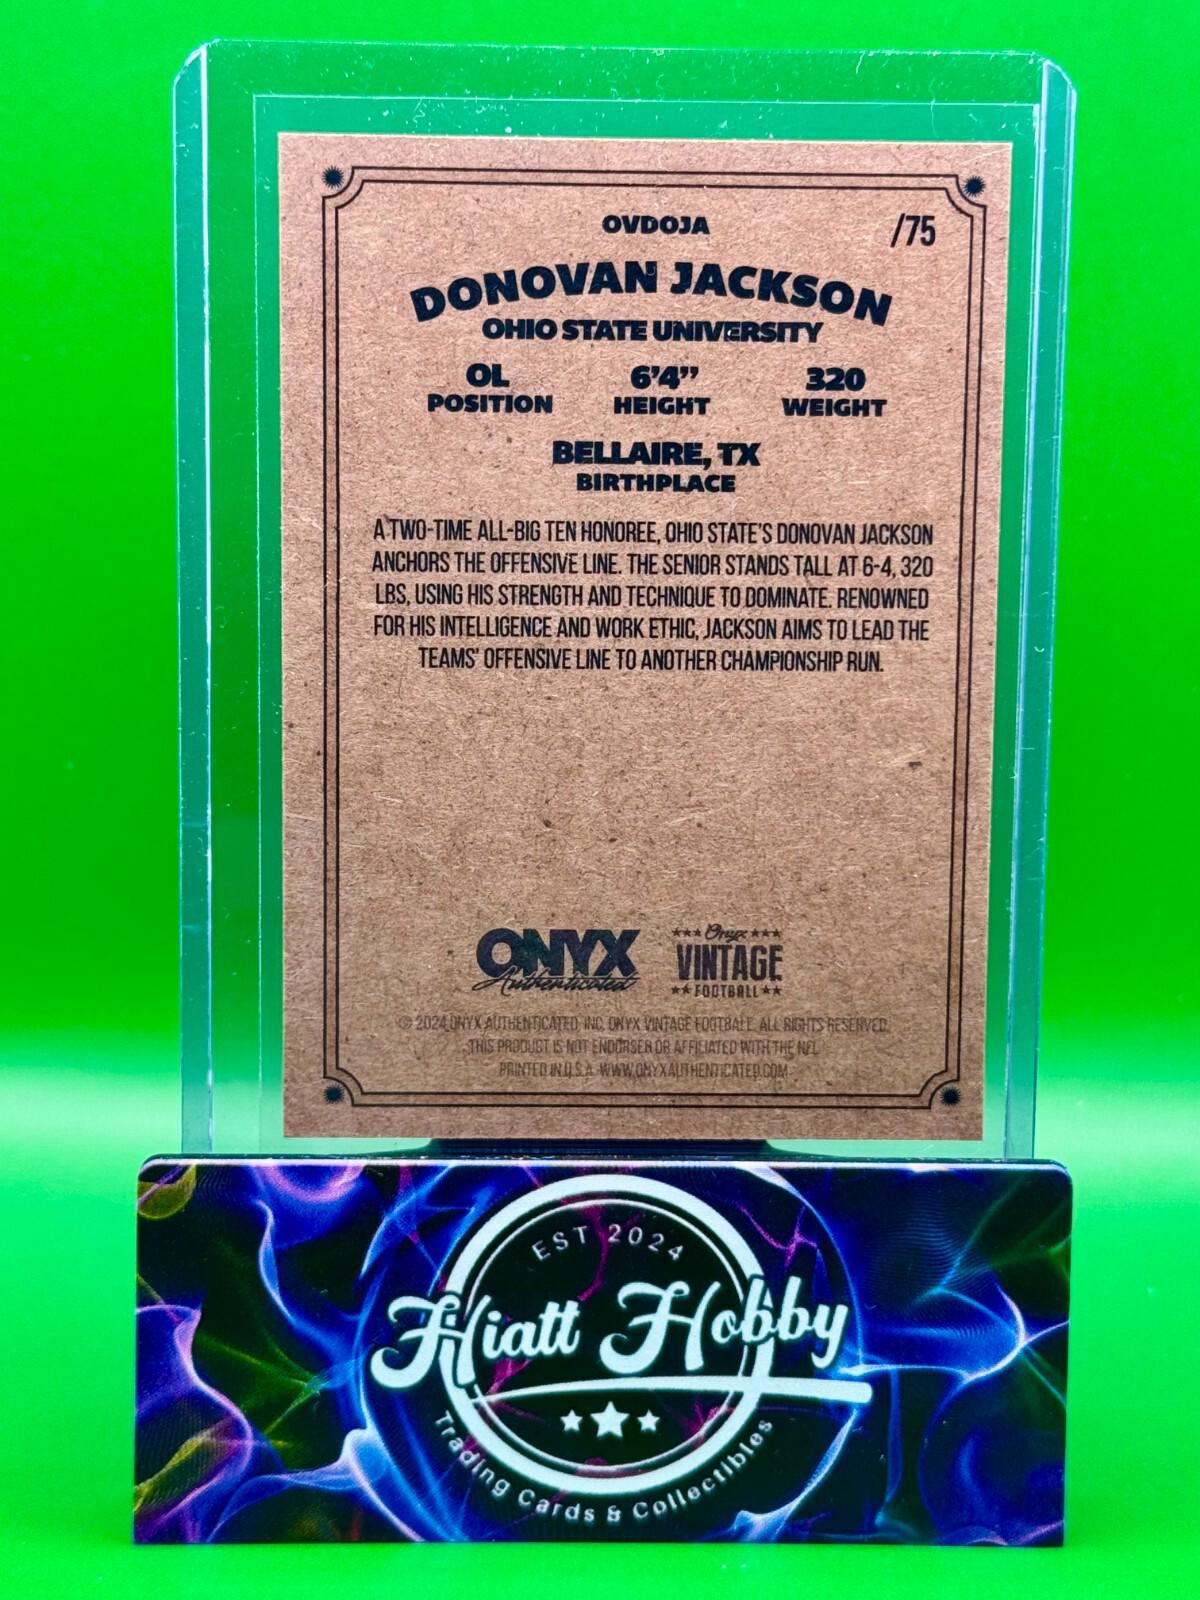 OVDOJA
/75
DONOVAN JACKSON
OHIO STATE UNIVERSITY
OL 6'4” 320
POSITION HEIGHT WEIGHT
BELLAIRE, TX
BIRTHPLACE
A TWO-TIME ALL-BIG TEN HONOREE, OHIO STATE'S DONOVAN JACKSON
ANCHORS THE OFFENSIVE LINE. THE SENIOR STANDS TALL AT 6-4, 320
LBS, USING HIS STRENGTH AND TECHNIQUE TO DOMINATE. RENOWNED
FOR HIS INTELLIGENCE AND WORK ETHIC, JACKSON AIMS TO LEAD THE
TEAMS' OFFENSIVE LINE TO ANOTHER CHAMPIONSHIP RUN.
ONYX
Authenticated
Onyx
VINTAGE
FOOTBALL
© 2024 ONYX AUTHENTICATED, INC. ONYX VINTAGE FOOTBALL. ALL RIGHTS RESERVED.
THIS PRODUCT IS NOT ENDORSED OR AFFILIATED WITH THE NFL
PRINTED IN U.S.A. WWW.ONYXAUTHENTICATED.COM
EST 2024
Hiatt Hobby
Trading Cards & Collectibles